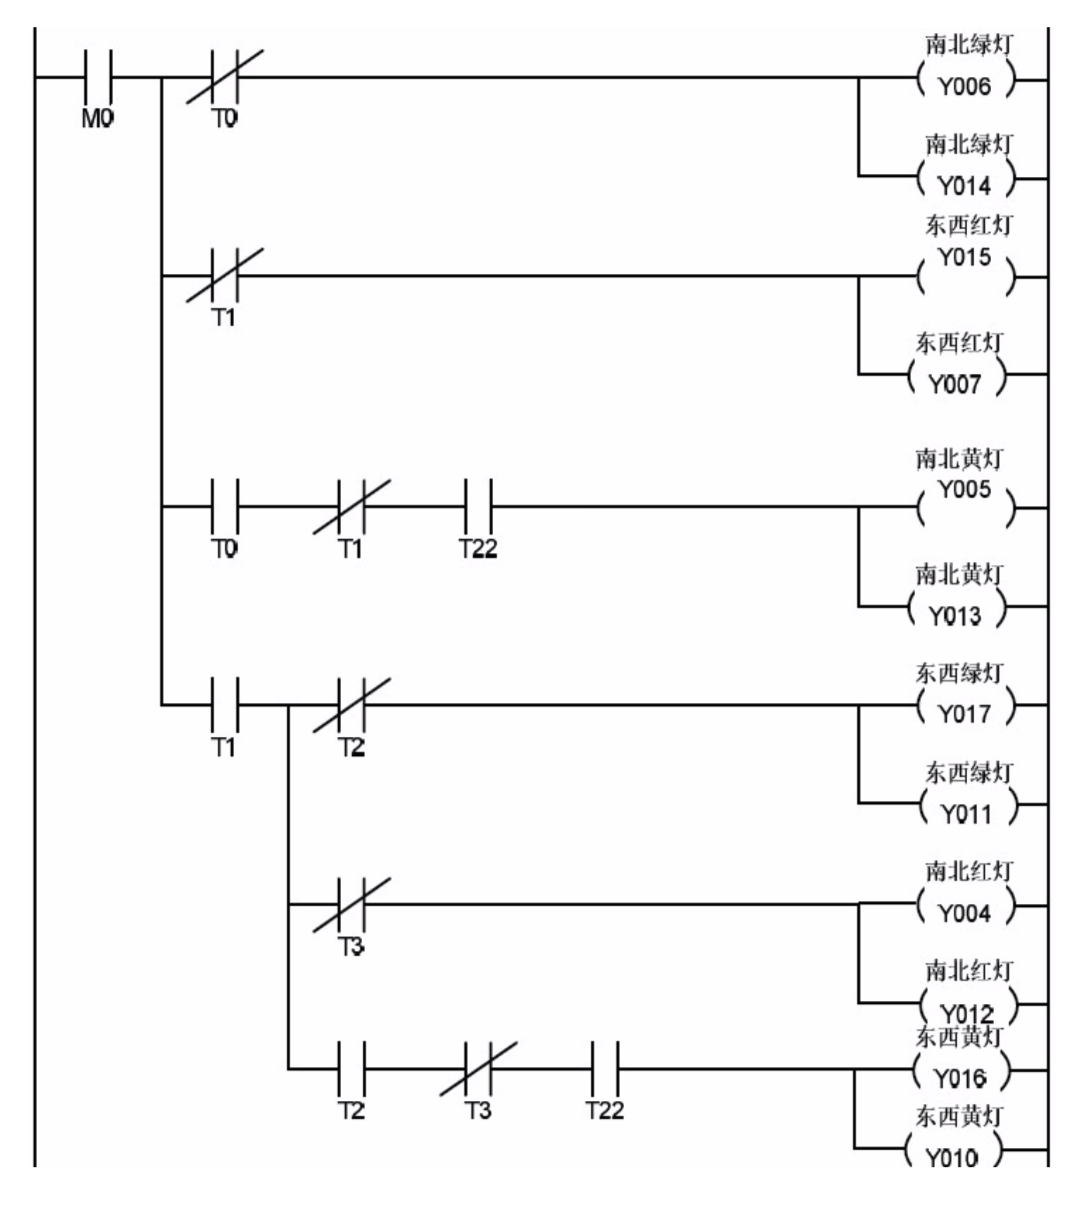 南北绿灯
Y006
M0
T0
南北绿灯
Y014
东西红灯
Y015
T1
东西红灯
Y007
南北黄灯
Y005
T0
T1
T22
南北黄灯
Y013
东西绿灯
Y017
T1
T2
东西绿灯
Y011
南北红灯
Y004
T3
南北红灯
Y012
东西黄灯
Y016
T2
T3
T22
东西黄灯
Y010